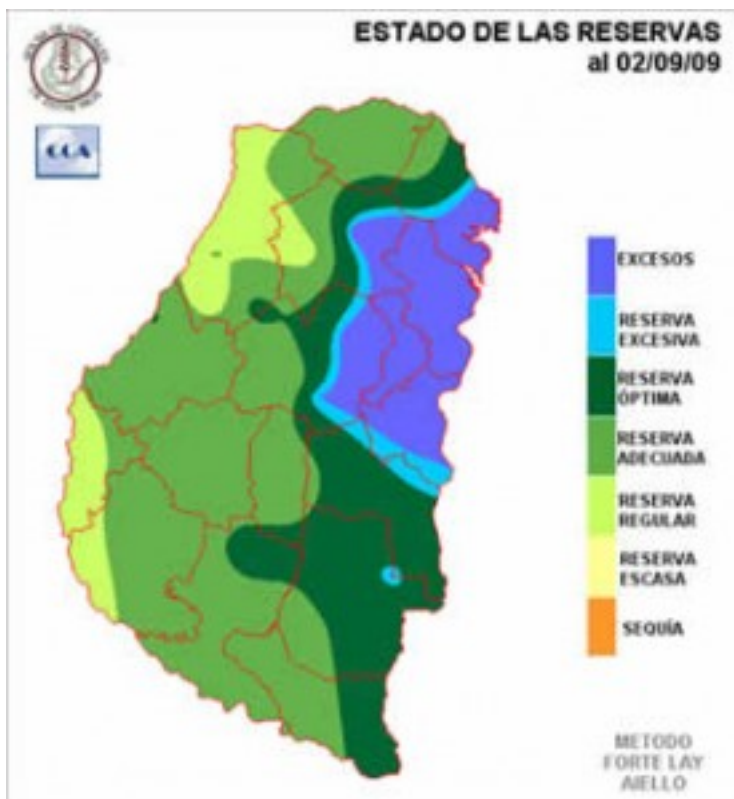 ESTADO DE LAS RESERVAS
al 02/09/09
CCA
EXCESOS
RESERVA
EXCESIVA
RESERVA
ÓPTIMA
RESERVA
ADECUADA
RESERVA
REGULAR
RESERVA
ESCASA
SEQUÍA
METODO
FORTE LAY
AIELLO